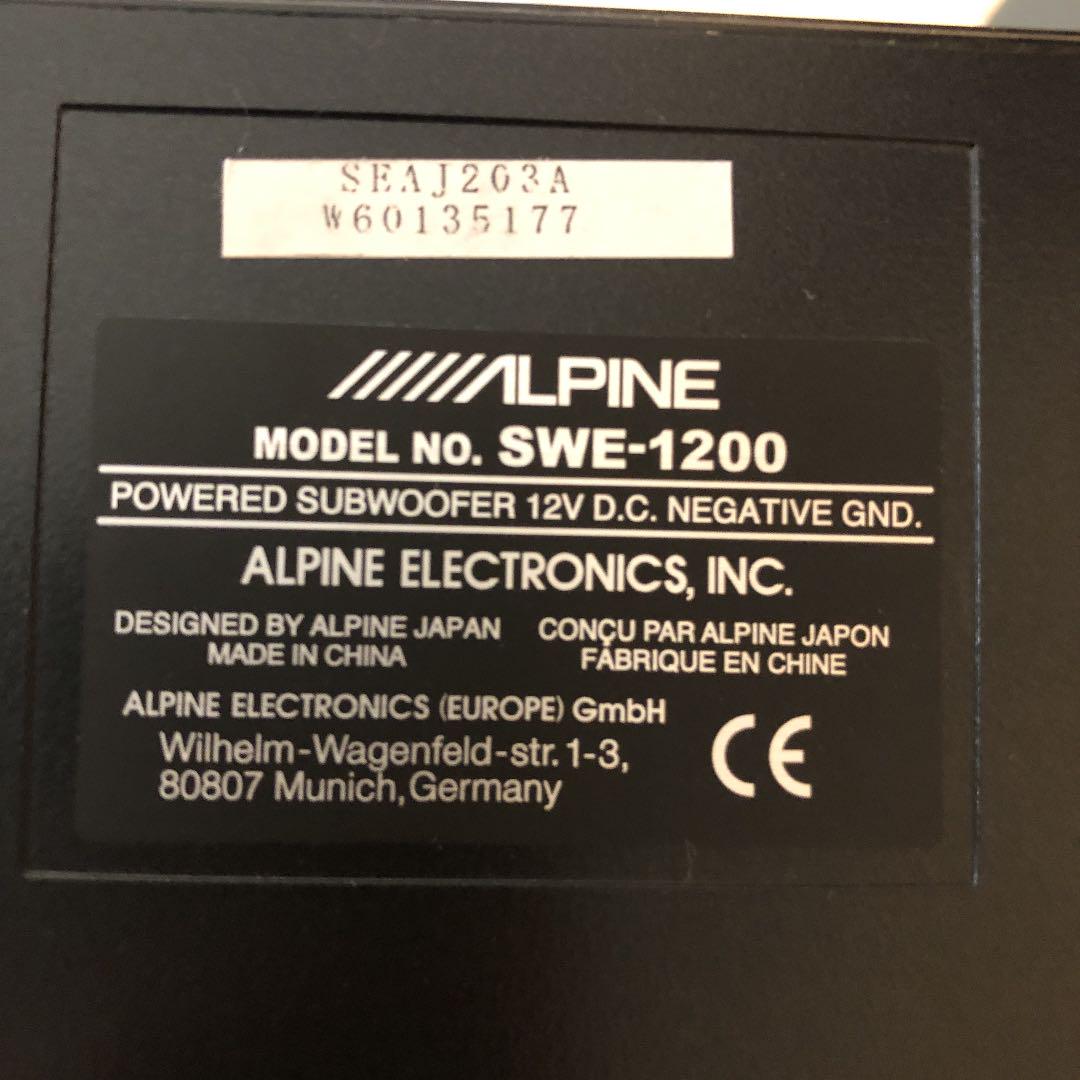 SEAJ203A
W60135177
ALPINE
MODEL NO. SWE-1200
POWERED SUBWOOFER 12V D.C. NEGATIVE GND.
ALPINE ELECTRONICS, INC.
DESIGNED BY ALPINE JAPAN
MADE IN CHINA
CONÇU PAR ALPINE JAPON
FABRIQUE EN CHINE
ALPINE ELECTRONICS (EUROPE) GmbH
Wilhelm-Wagenfeld-str. 1-3,
80807 Munich, Germany
CE